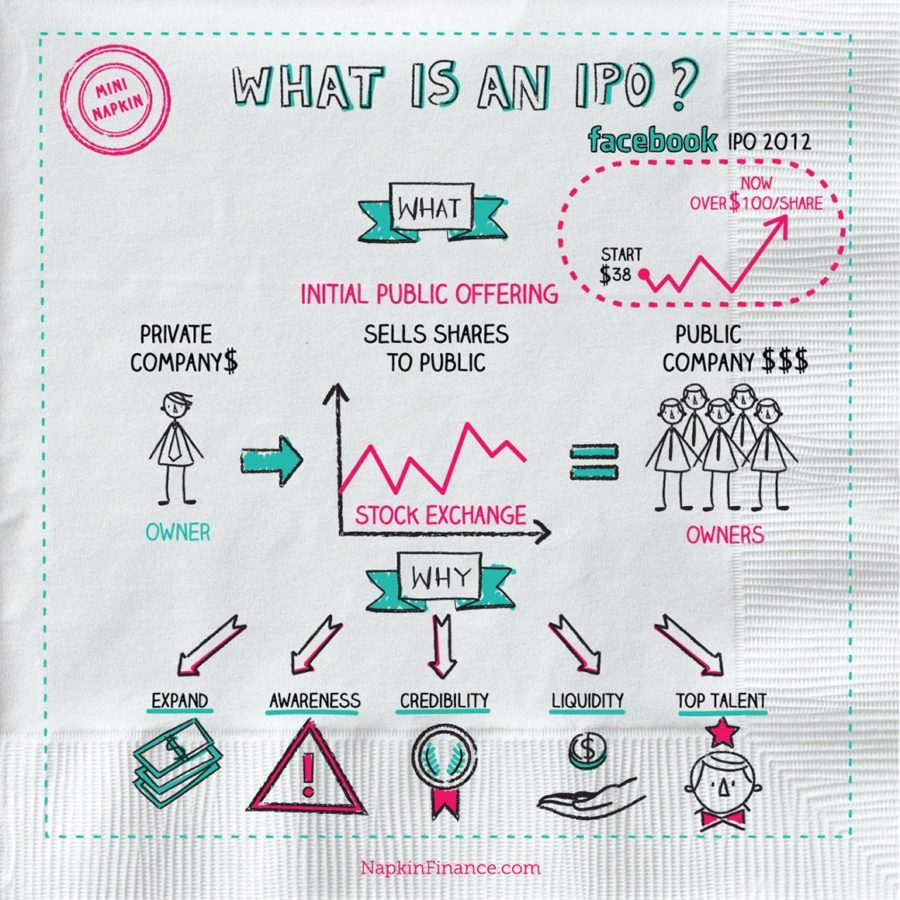 MINI
NAPKIN
WHAT IS AN IPO?
facebook IPO 2012
NOW
OVER $100/SHARE
START
$38
WHAT
INITIAL PUBLIC OFFERING
PRIVATE
COMPANY$
SELLS SHARES
TO PUBLIC
PUBLIC
COMPANY $$$
STOCK EXCHANGE
OWNER
OWNERS
WHY
EXPAND
AWARENESS
CREDIBILITY
LIQUIDITY
TOP TALENT
$
!
$
NapkinFinance.com